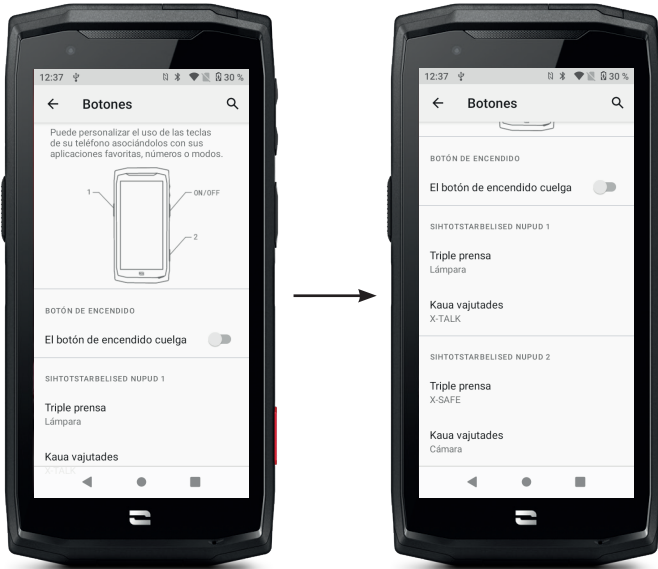 12:37 30 %
Botones
Puede personalizar el uso de las teclas
de su teléfono asociándolos con sus
aplicaciones favoritas, números o modos.
1
ON/OFF
2
BOTÓN DE ENCENDIDO
El botón de encendido cuelga
SIHTOTSTARBELISED NUPUD 1
Triple prensa
Lámpara
Kaua vajutades
X-TALK
12:37 30 %
Botones
BOTÓN DE ENCENDIDO
El botón de encendido cuelga
SIHTOTSTARBELISED NUPUD 1
Triple prensa
Lámpara
Kaua vajutades
X-TALK
SIHTOTSTARBELISED NUPUD 2
Triple prensa
X-SAFE
Kaua vajutades
Cámara